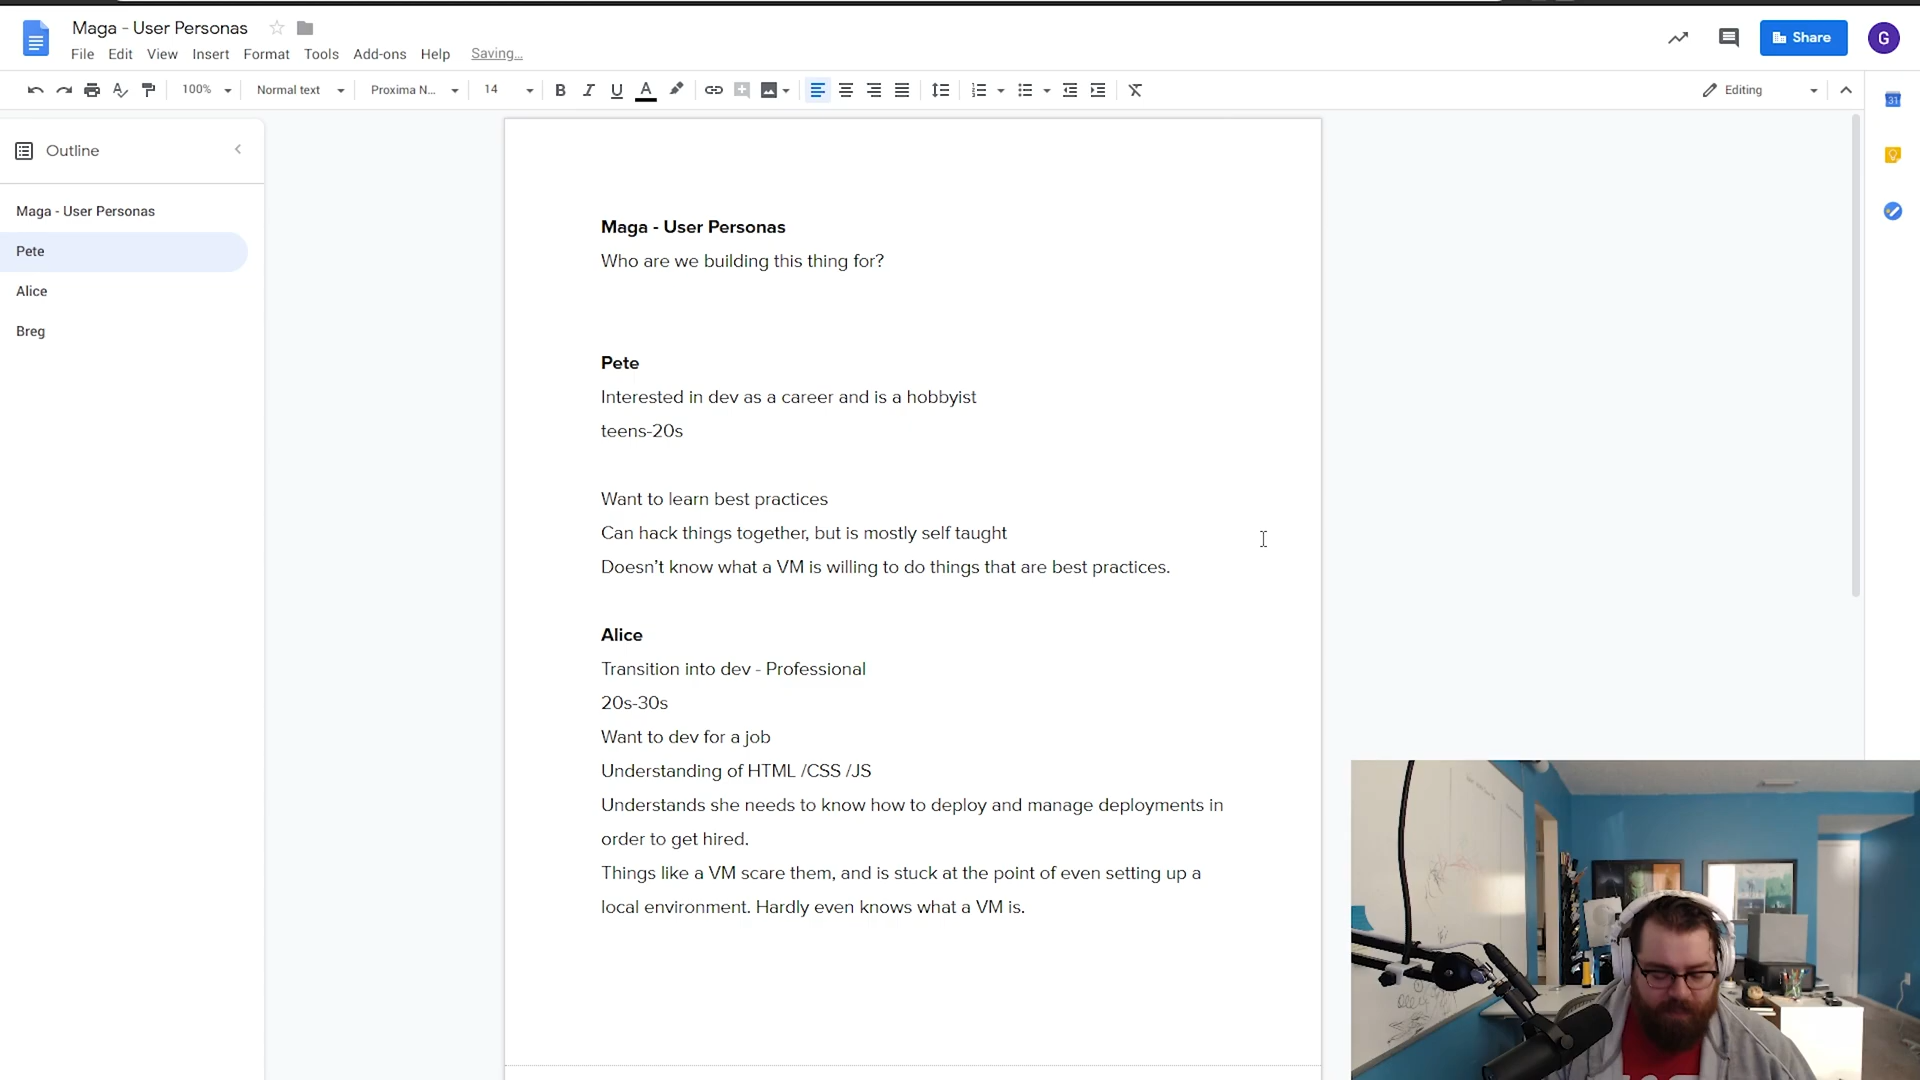 Maga - User Personas
File Edit View Insert Format Tools Add-ons Help Saving...
Share
G
100% Normal text Proxima N... 14
Editing
31
Outline
Maga - User Personas
Pete
Alice
Breg
Maga - User Personas
Who are we building this thing for?
Pete
Interested in dev as a career and is a hobbyist
teens-20s
Want to learn best practices
Can hack things together, but is mostly self taught
Doesn’t know what a VM is willing to do things that are best practices.
Alice
Transition into dev - Professional
20s-30s
Want to dev for a job
Understanding of HTML /CSS /JS
Understands she needs to know how to deploy and manage deployments in
order to get hired.
Things like a VM scare them, and is stuck at the point of even setting up a
local environment. Hardly even knows what a VM is.